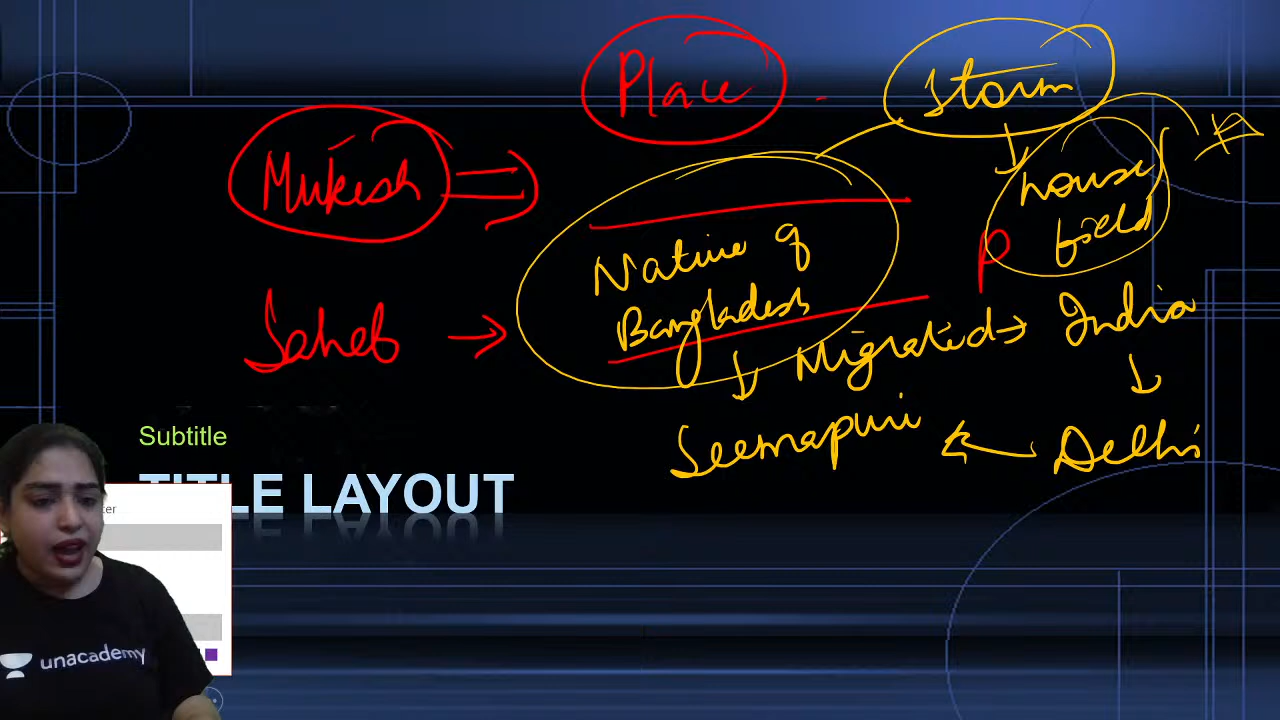 Place
Storm
Mukesh
house
field
Native of
Bangladesh
P
Saheb
Migrated
India
Seemapuri
Delhi
Subtitle
TITLE LAYOUT
unacademy